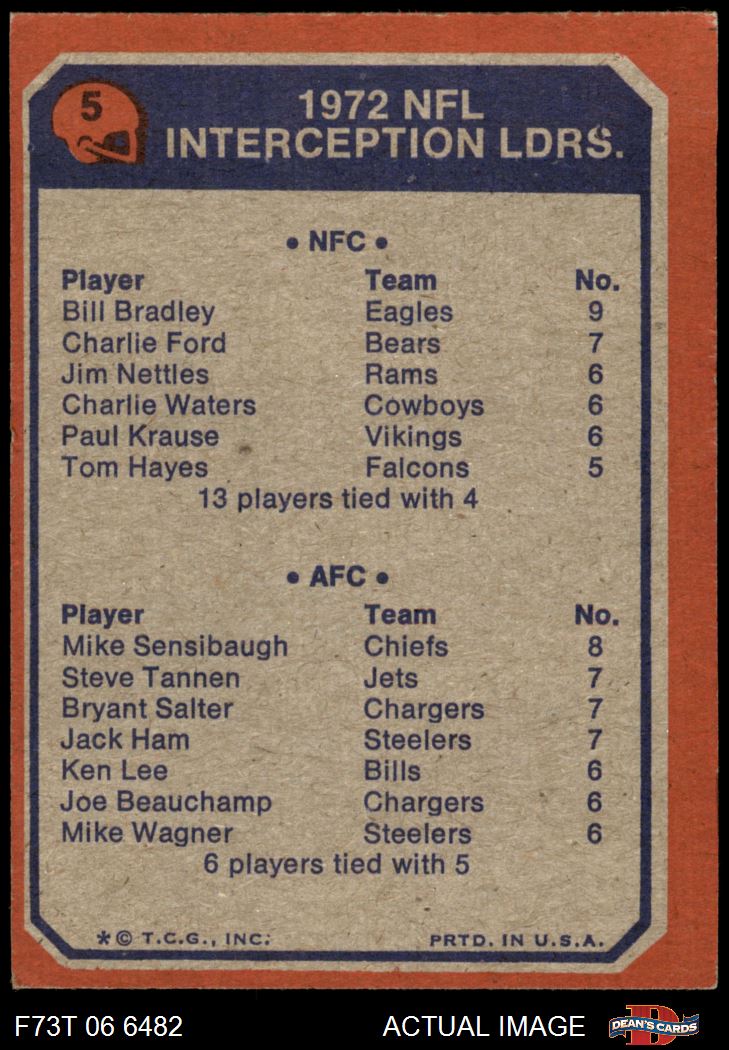 5
1972 NFL
INTERCEPTION LDRS.
• NFC •
Player Team No.
Bill Bradley Eagles 9
Charlie Ford Bears 7
Jim Nettles Rams 6
Charlie Waters Cowboys 6
Paul Krause Vikings 6
Tom Hayes Falcons 5
13 players tied with 4
• AFC •
Player Team No.
Mike Sensibaugh Chiefs 8
Steve Tannen Jets 7
Bryant Salter Chargers 7
Jack Ham Steelers 7
Ken Lee Bills 6
Joe Beauchamp Chargers 6
Mike Wagner Steelers 6
6 players tied with 5
*© T.C.G., INC. PRTD. IN U.S.A.
F73T 06 6482 ACTUAL IMAGE D DEAN'S CARDS